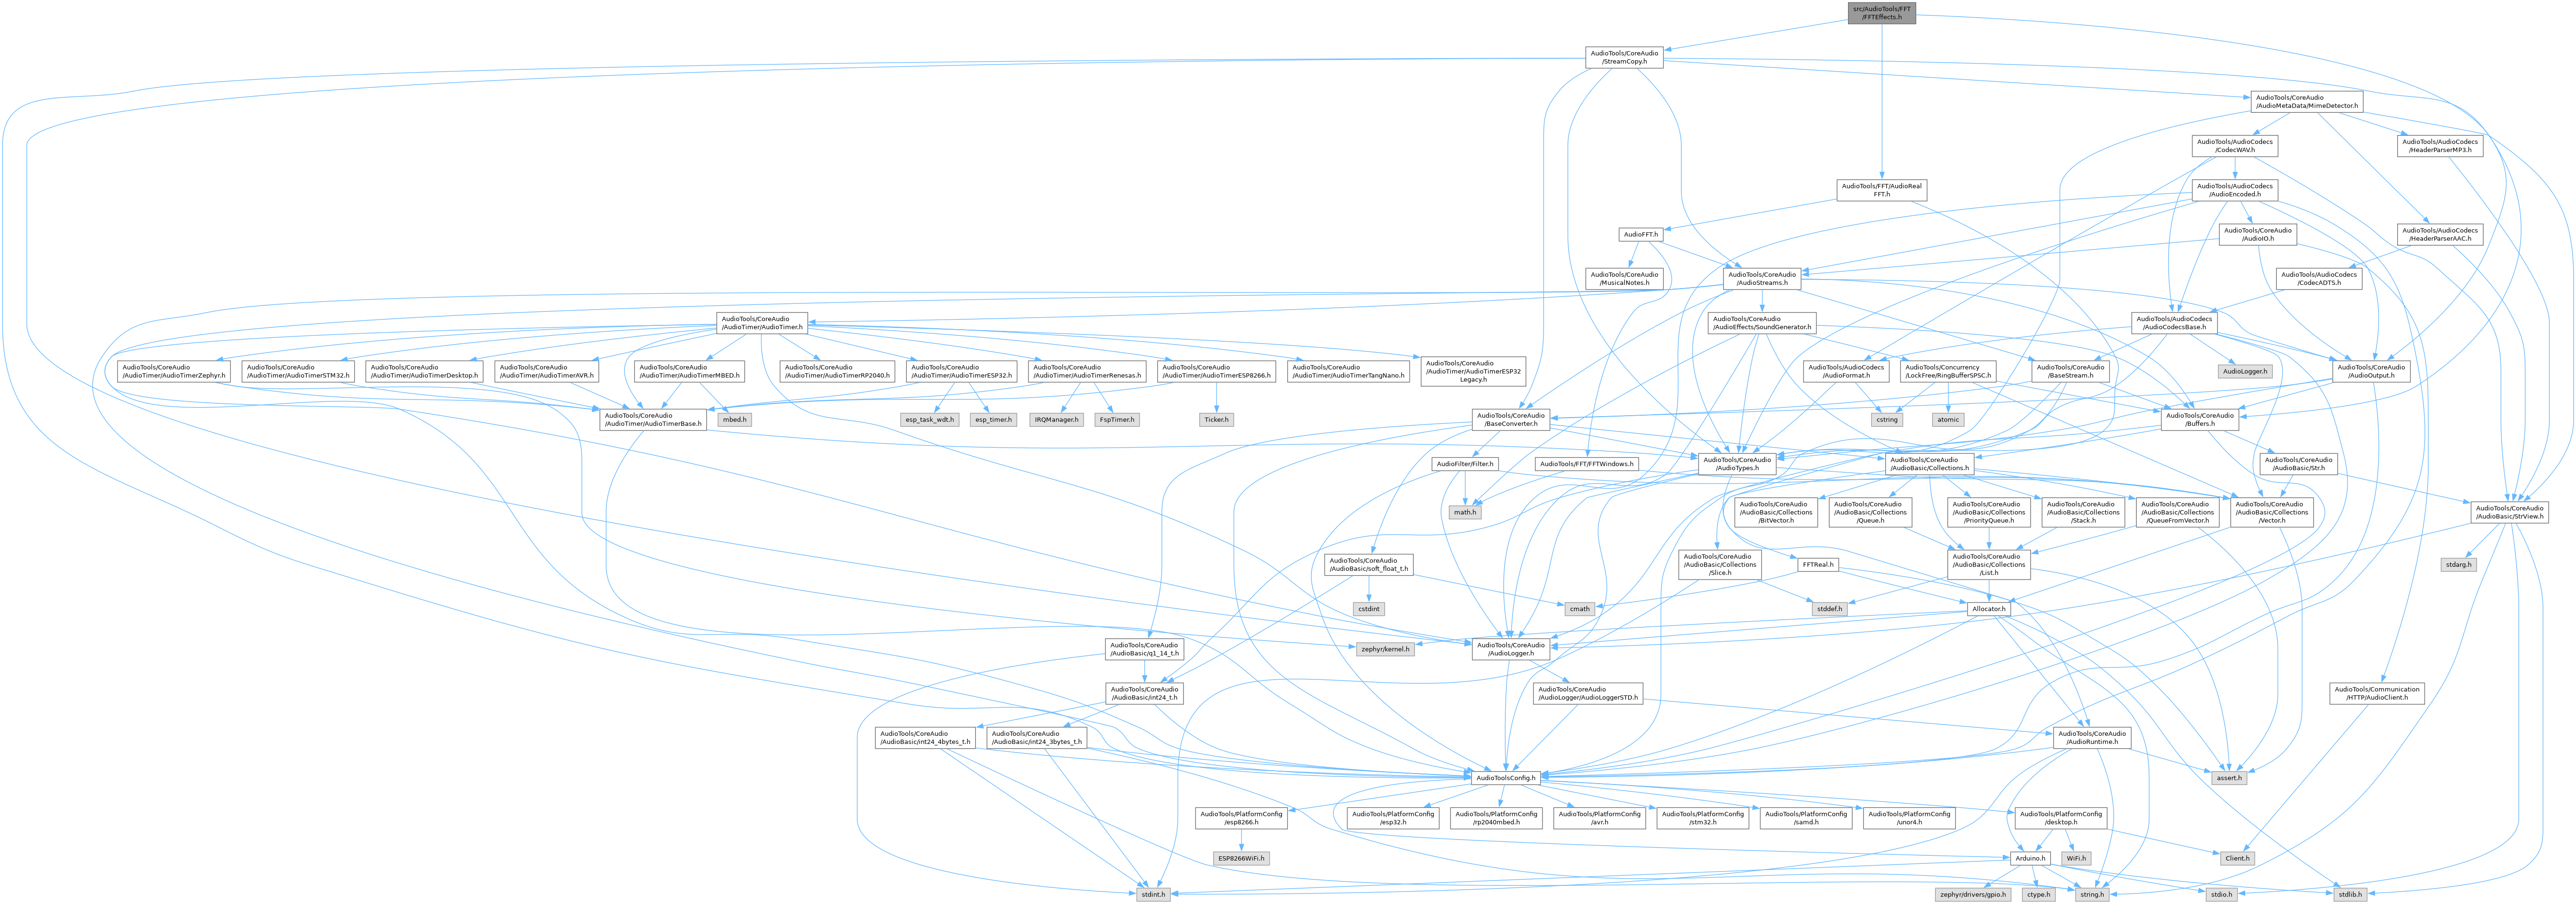 src/AudioTools/FFT
/FFTEffects.h
AudioTools/CoreAudio
/StreamCopy.h
AudioTools/CoreAudio
/AudioMetaData/MimeDetector.h
AudioTools/AudioCodecs
/CodecWAV.h
AudioTools/AudioCodecs
/HeaderParserMP3.h
AudioTools/FFT/AudioReal
FFT.h
AudioTools/AudioCodecs
/AudioEncoded.h
AudioFFT.h
AudioTools/CoreAudio
/AudioIO.h
AudioTools/AudioCodecs
/HeaderParserAAC.h
AudioTools/CoreAudio
/MusicalNotes.h
AudioTools/CoreAudio
/AudioStreams.h
AudioTools/AudioCodecs
/CodecADTS.h
AudioTools/CoreAudio
/AudioTimer/AudioTimer.h
AudioTools/CoreAudio
/AudioEffects/SoundGenerator.h
AudioTools/AudioCodecs
/AudioCodecsBase.h
AudioTools/CoreAudio
/AudioTimer/AudioTimerZephyr.h
AudioTools/CoreAudio
/AudioTimer/AudioTimerSTM32.h
AudioTools/CoreAudio
/AudioTimer/AudioTimerDesktop.h
AudioTools/CoreAudio
/AudioTimer/AudioTimerAVR.h
AudioTools/CoreAudio
/AudioTimer/AudioTimerMBED.h
AudioTools/CoreAudio
/AudioTimer/AudioTimerRP2040.h
AudioTools/CoreAudio
/AudioTimer/AudioTimerESP32.h
AudioTools/CoreAudio
/AudioTimer/AudioTimerRenesas.h
AudioTools/CoreAudio
/AudioTimer/AudioTimerESP8266.h
AudioTools/CoreAudio
/AudioTimer/AudioTimerTangNano.h
AudioTools/CoreAudio
/AudioTimer/AudioTimerESP32
Legacy.h
AudioTools/AudioCodecs
/AudioFormat.h
AudioTools/Concurrency
/LockFree/RingBufferSPSC.h
AudioTools/CoreAudio
/BaseStream.h
AudioLogger.h
AudioTools/CoreAudio
/AudioOutput.h
AudioTools/CoreAudio
/AudioTimer/AudioTimerBase.h
mbed.h
esp_task_wdt.h
esp_timer.h
IRQManager.h
FspTimer.h
Ticker.h
AudioTools/CoreAudio
/BaseConverter.h
cstring
atomic
AudioTools/CoreAudio
/Buffers.h
AudioFilter/Filter.h
AudioTools/FFT/FFTWindows.h
AudioTools/CoreAudio
/AudioTypes.h
AudioTools/CoreAudio
/AudioBasic/Collections.h
AudioTools/CoreAudio
/AudioBasic/Str.h
math.h
AudioTools/CoreAudio
/AudioBasic/Collections
/BitVector.h
AudioTools/CoreAudio
/AudioBasic/Collections
/Queue.h
AudioTools/CoreAudio
/AudioBasic/Collections
/PriorityQueue.h
AudioTools/CoreAudio
/AudioBasic/Collections
/Stack.h
AudioTools/CoreAudio
/AudioBasic/Collections
/QueueFromVector.h
AudioTools/CoreAudio
/AudioBasic/Collections
/Vector.h
AudioTools/CoreAudio
/AudioBasic/StrView.h
AudioTools/CoreAudio
/AudioBasic/soft_float_t.h
AudioTools/CoreAudio
/AudioBasic/Collections
/Slice.h
FFTReal.h
AudioTools/CoreAudio
/AudioBasic/Collections
/List.h
stdarg.h
cstdint
cmath
stddef.h
Allocator.h
AudioTools/CoreAudio
/AudioBasic/q1_14_t.h
zephyr/kernel.h
AudioTools/CoreAudio
/AudioLogger.h
AudioTools/CoreAudio
/AudioBasic/int24_t.h
AudioTools/CoreAudio
/AudioLogger/AudioLoggerSTD.h
AudioTools/Communication
/HTTP/AudioClient.h
AudioTools/CoreAudio
/AudioBasic/int24_4bytes_t.h
AudioTools/CoreAudio
/AudioBasic/int24_3bytes_t.h
AudioTools/CoreAudio
/AudioRuntime.h
AudioToolsConfig.h
assert.h
AudioTools/PlatformConfig
/esp8266.h
AudioTools/PlatformConfig
/esp32.h
AudioTools/PlatformConfig
/rp2040mbed.h
AudioTools/PlatformConfig
/avr.h
AudioTools/PlatformConfig
/stm32.h
AudioTools/PlatformConfig
/samd.h
AudioTools/PlatformConfig
/unor4.h
AudioTools/PlatformConfig
/desktop.h
ESP8266WiFi.h
Arduino.h
WiFi.h
Client.h
stdint.h
zephyr/drivers/gpio.h
ctype.h
string.h
stdio.h
stdlib.h